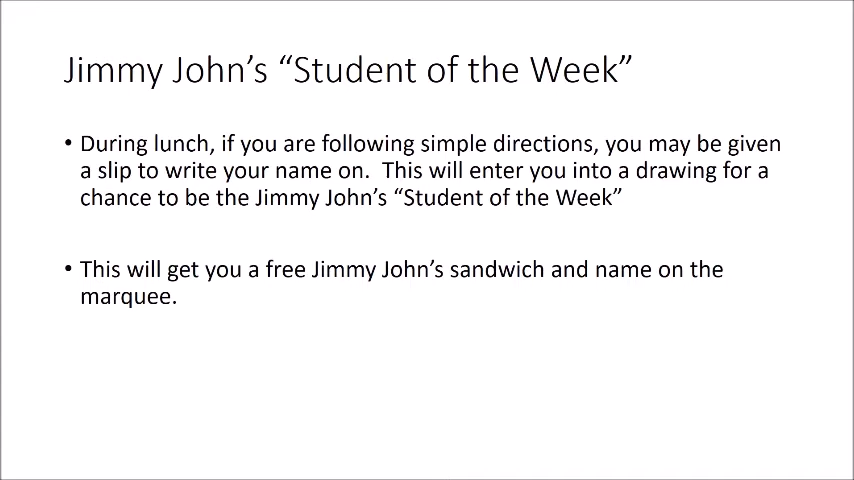 Jimmy John’s “Student of the Week”
• During lunch, if you are following simple directions, you may be given
a slip to write your name on.  This will enter you into a drawing for a
chance to be the Jimmy John’s “Student of the Week”
• This will get you a free Jimmy John’s sandwich and name on the
marquee.